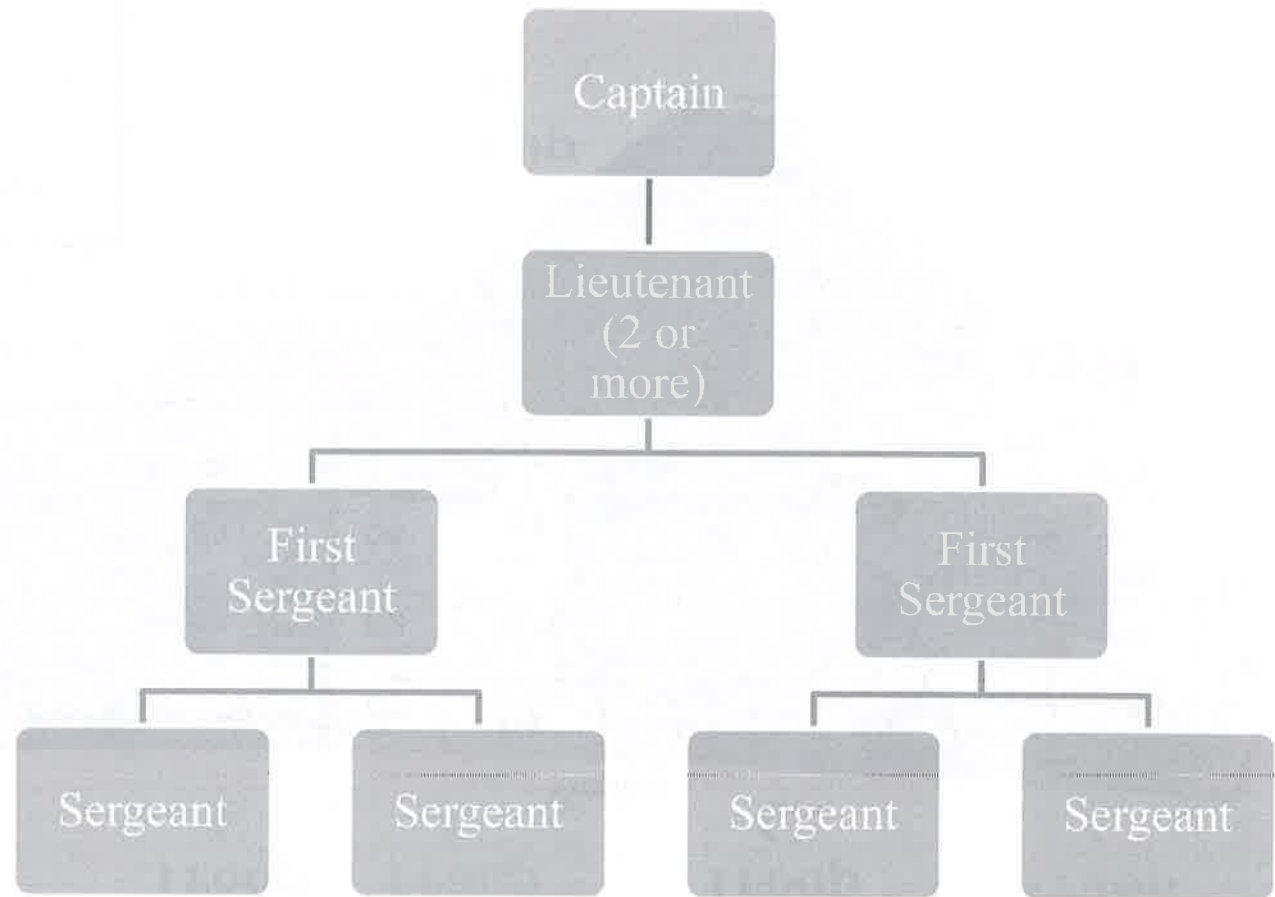 Captain
Lieutenant
(2 or
more)
First
Sergeant
First
Sergeant
Sergeant
Sergeant
Sergeant
Sergeant